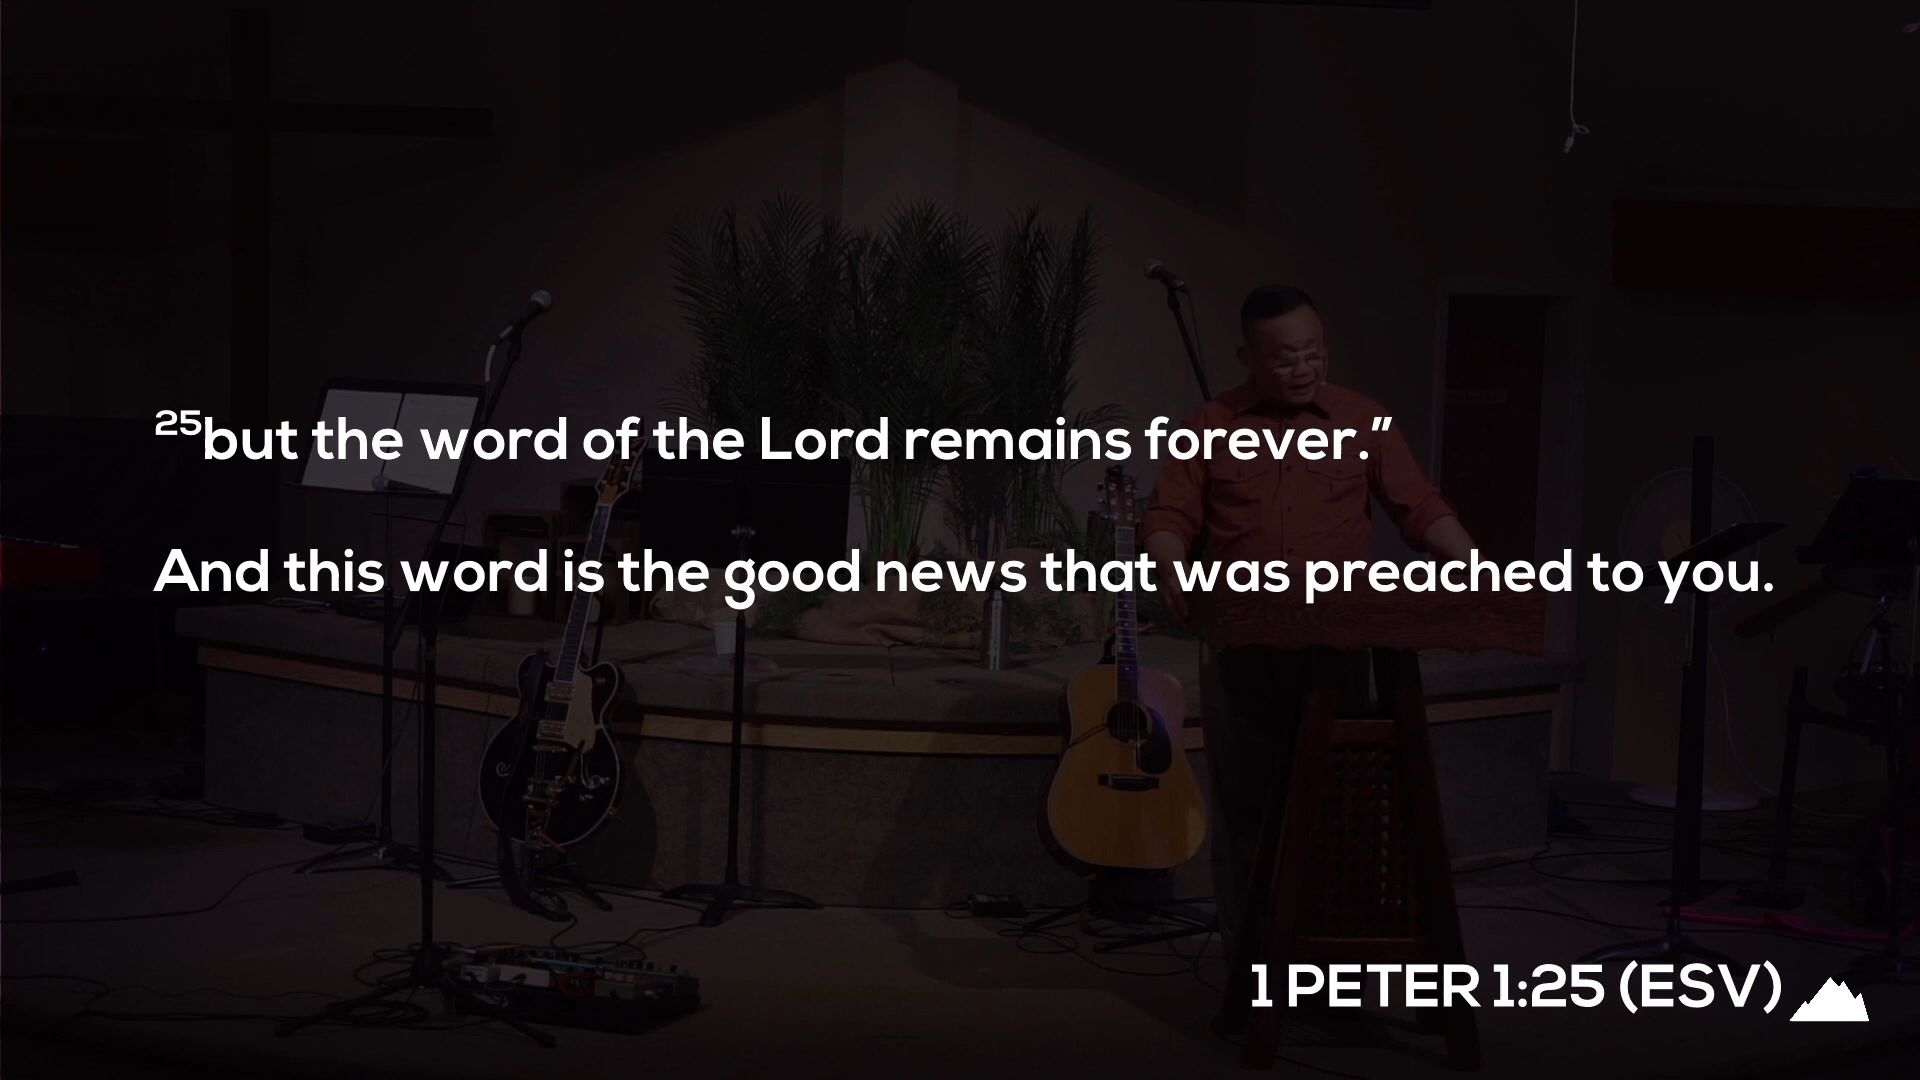 25but the word of the Lord remains forever.”
And this word is the good news that was preached to you.
1 PETER 1:25 (ESV)